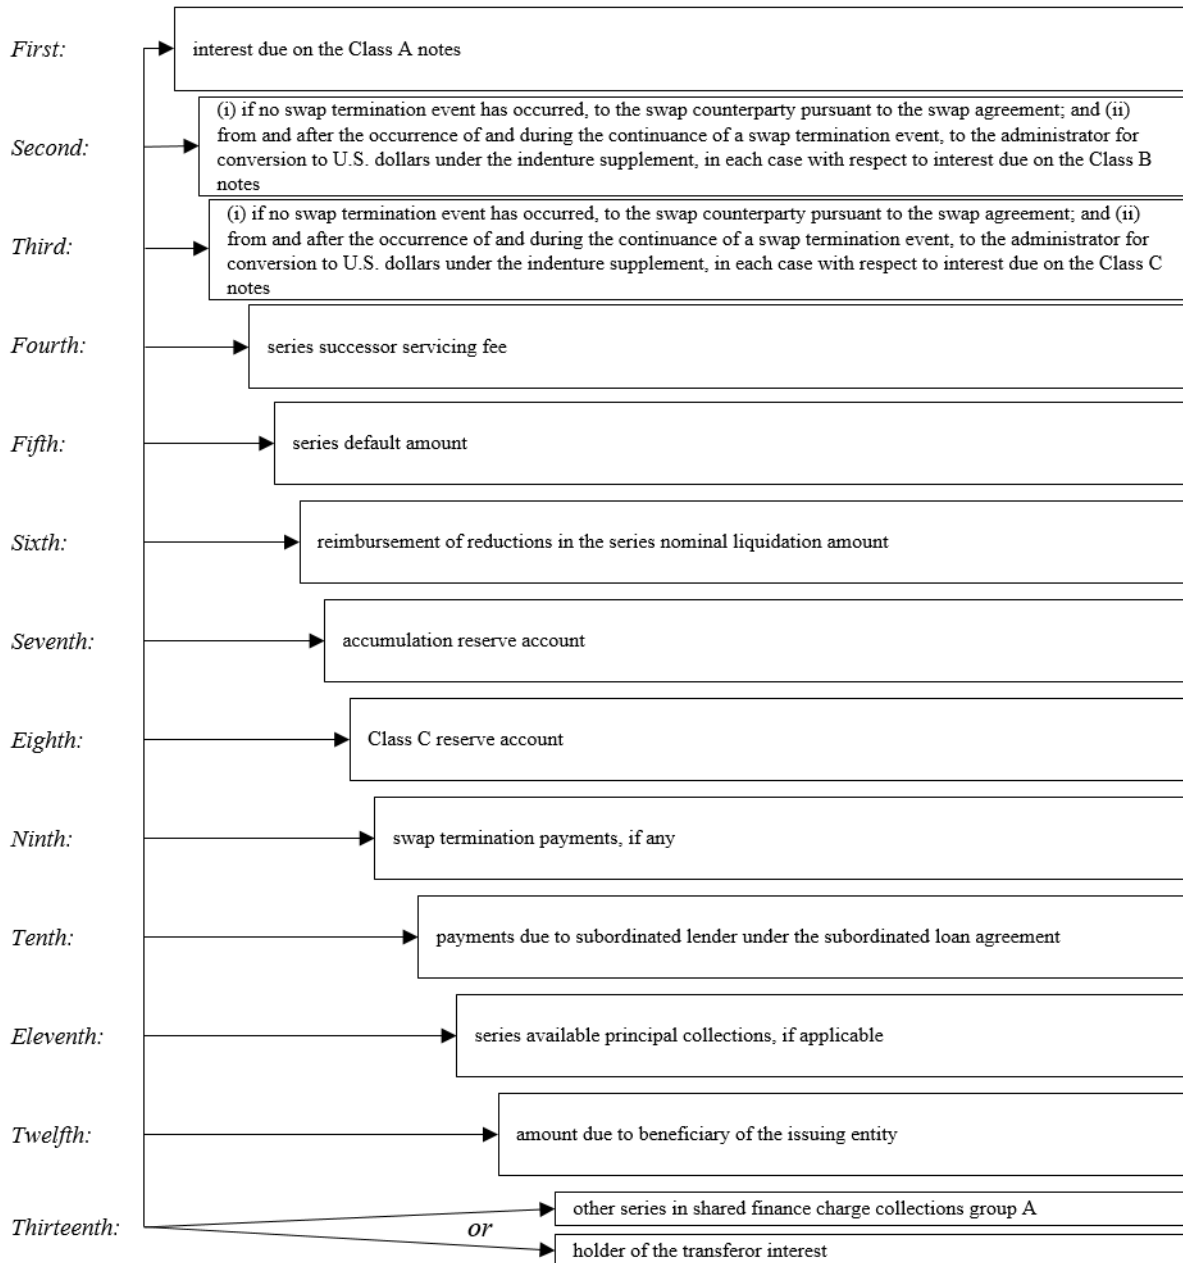 First:
interest due on the Class A notes
Second:
(i) if no swap termination event has occurred, to the swap counterparty pursuant to the swap agreement; and (ii)
from and after the occurrence of and during the continuance of a swap termination event, to the administrator for
conversion to U.S. dollars under the indenture supplement, in each case with respect to interest due on the Class B
notes
Third:
(i) if no swap termination event has occurred, to the swap counterparty pursuant to the swap agreement; and (ii)
from and after the occurrence of and during the continuance of a swap termination event, to the administrator for
conversion to U.S. dollars under the indenture supplement, in each case with respect to interest due on the Class C
notes
Fourth:
series successor servicing fee
Fifth:
series default amount
Sixth:
reimbursement of reductions in the series nominal liquidation amount
Seventh:
accumulation reserve account
Eighth:
Class C reserve account
Ninth:
swap termination payments, if any
Tenth:
payments due to subordinated lender under the subordinated loan agreement
Eleventh:
series available principal collections, if applicable
Twelfth:
amount due to beneficiary of the issuing entity
Thirteenth:
other series in shared finance charge collections group A
or
holder of the transferor interest